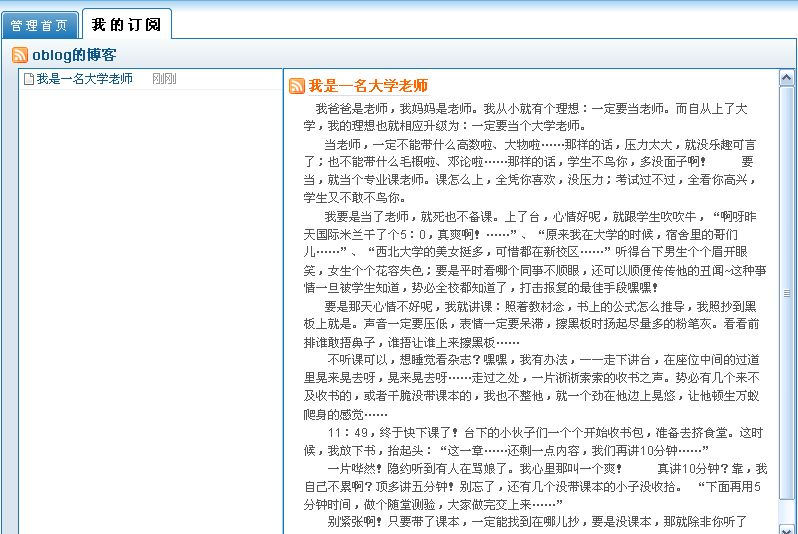 管理首页
我的订阅
oblog的博客
我是一名大学老师 刚刚
我是一名大学老师
我爸爸是老师，我妈妈是老师。我从小就有个理想：一定要当老师。而自从上了大
学，我的理想也就相应升级为：一定要当个大学老师。
当老师，一定不能带什么高数啦、大物啦……那样的话，压力太大，就没乐趣可言
了；也不能带什么毛概啦、邓论啦……那样的话，学生不鸟你，多没面子啊！ 要
当，就当个专业课老师。课怎么上，全凭你喜欢，没压力；考试过不过，全看你高兴，
学生又不敢不鸟你。
我要是当了老师，就死也不备课。上了台，心情好呢，就跟学生吹吹牛，“啊呀昨
天国际米兰干了个5：0，真爽啊！……”、“原来我在大学的时候，宿舍里的哥们
儿……”、“西北大学的美女挺多，可惜都在新校区……”听得台下男生个个眉开眼
笑，女生个个花容失色；要是平时看哪个同事不顺眼，还可以顺便传传他的丑闻~这种事
情一旦被学生知道，势必全校都知道了，打击报复的最佳手段嘿嘿！
要是那天心情不好呢，我就讲课：照着教材念，书上的公式怎么推导，我照抄到黑
板上就是。声音一定要压低，表情一定要呆滞，擦黑板时扬起尽量多的粉笔灰。看看前
排谁敢捂鼻子，谁捂让谁上来擦黑板……
不听课可以，想睡觉看杂志？嘿嘿，我有办法，一一走下讲台，在座位中间的过道
里晃来晃去呀，晃来晃去呀……走过之处，一片淅淅索索的收书之声。势必有几个来不
及收书的，或者干脆没带课本的，我也不整他，就一个劲在他边上晃悠，让他顿生万蚁
爬身的感觉……
11：49，终于快下课了！台下的小伙子们一个个开始收书包，准备去挤食堂。这时
候，我放下书，抬起头：“这一章……还剩一点内容，我们再讲10分钟……”
一片哗然！隐约听到有人在骂娘了。我心里那叫一个爽！ 真讲10分钟？靠，我
自己不累啊？顶多讲五分钟！别忘了，还有几个没带课本的小子没收拾。 “下面再用5
分钟时间，做个随堂测验，大家做完交上来……”
别紧张啊！只要带了课本，一定能找到在哪儿抄，要是没课本，那就除非你听了